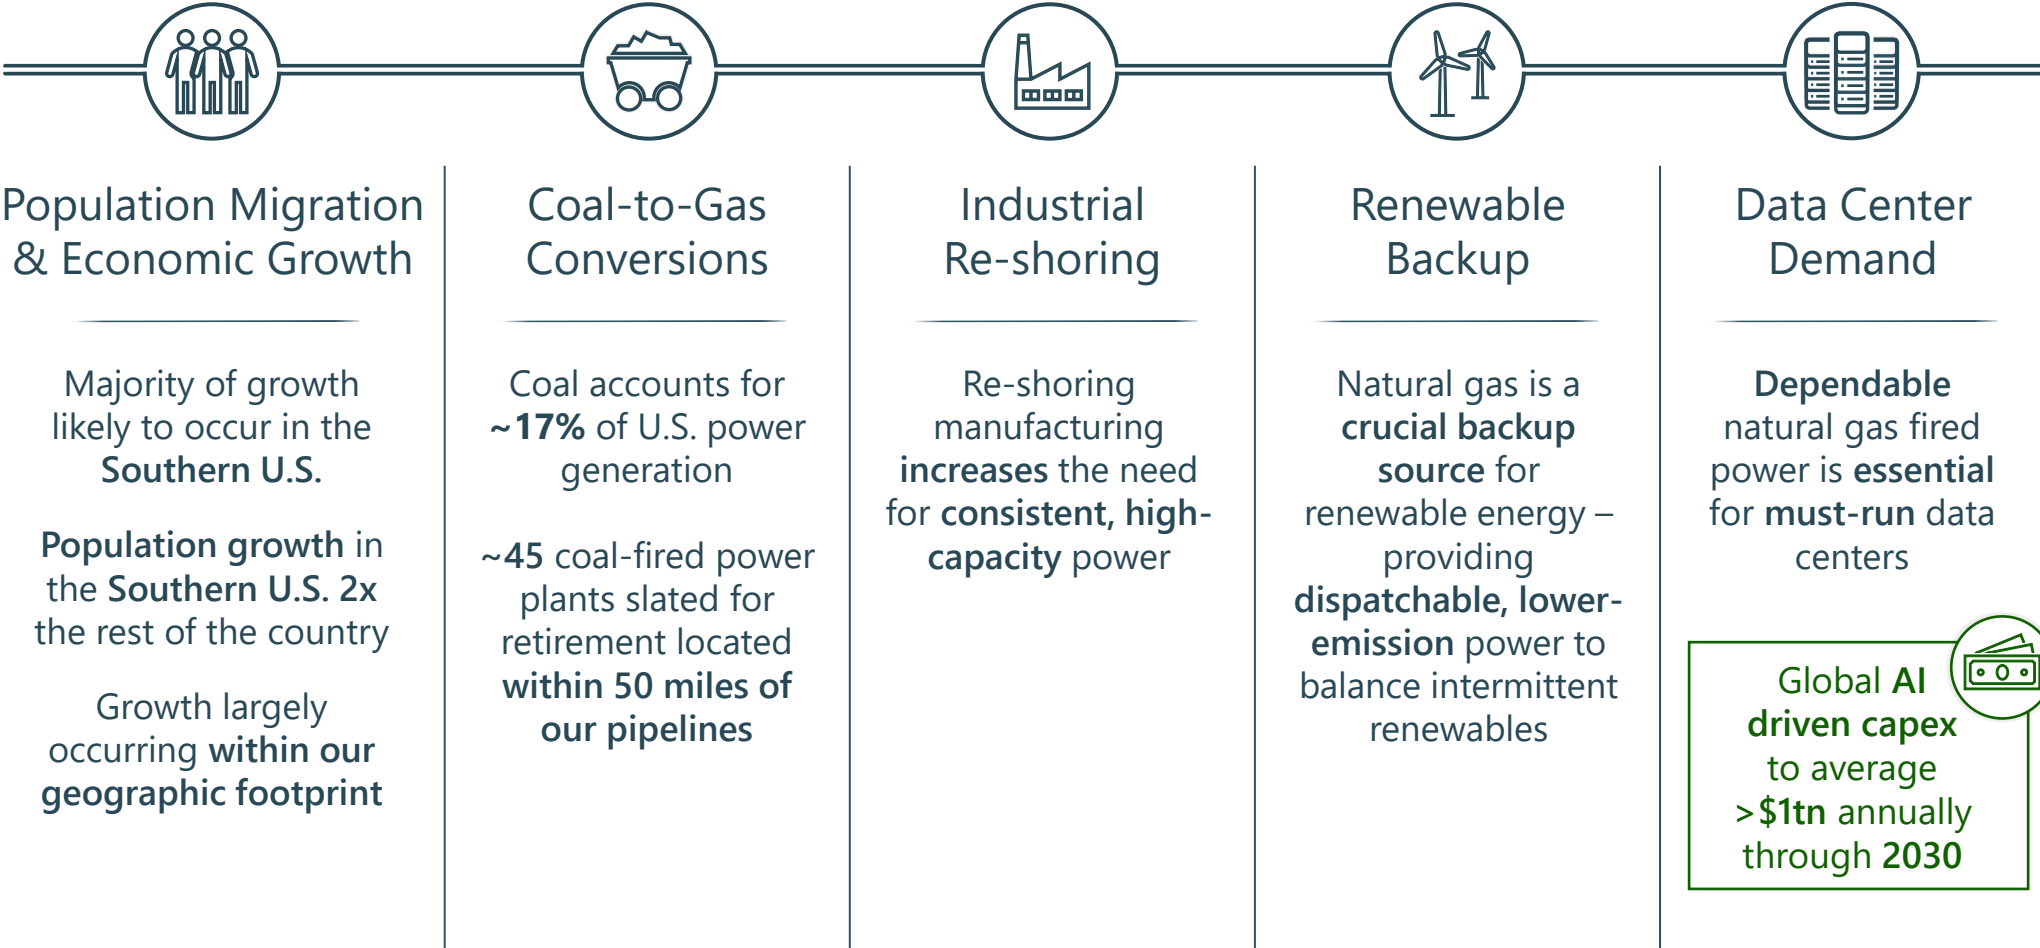 Population Migration
& Economic Growth
Majority of growth
likely to occur in the
Southern U.S.
Population growth in
the Southern U.S. 2x
the rest of the country
Growth largely
occurring within our
geographic footprint
Coal-to-Gas
Conversions
Coal accounts for
~17% of U.S. power
generation
~45 coal-fired power
plants slated for
retirement located
within 50 miles of
our pipelines
Industrial
Re-shoring
Re-shoring
manufacturing
increases the need
for consistent, high-
capacity power
Renewable
Backup
Natural gas is a
crucial backup
source for
renewable energy –
providing
dispatchable, lower-
emission power to
balance intermittent
renewables
Data Center
Demand
Dependable
natural gas fired
power is essential
for must-run data
centers
Global AI
driven capex
to average
>$1tn annually
through 2030